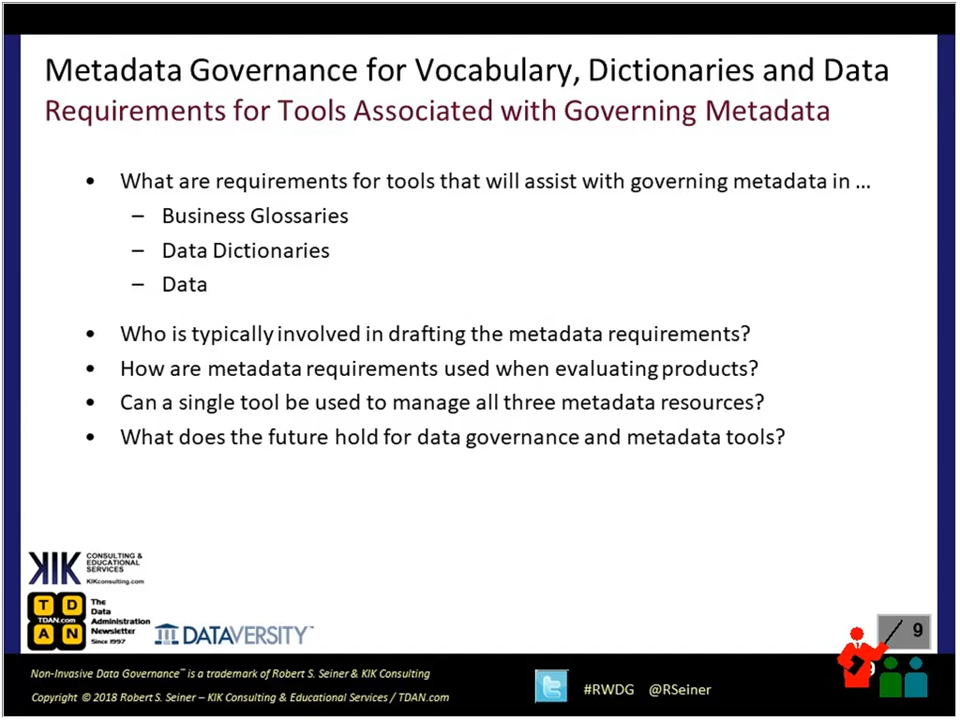 Metadata Governance for Vocabulary, Dictionaries and Data
Requirements for Tools Associated with Governing Metadata
• What are requirements for tools that will assist with governing metadata in ...
– Business Glossaries
– Data Dictionaries
– Data
• Who is typically involved in drafting the metadata requirements?
• How are metadata requirements used when evaluating products?
• Can a single tool be used to manage all three metadata resources?
• What does the future hold for data governance and metadata tools?
KIK
CONSULTING &
EDUCATIONAL
SERVICES
KIKconsulting.com
T D
TDAN.com
A N
The
Data
Administration
Newsletter
Since 1997
DATAVERSITY™
9
9
Non-Invasive Data Governance™ is a trademark of Robert S. Seiner & KIK Consulting
Copyright © 2018 Robert S. Seiner – KIK Consulting & Educational Services / TDAN.com
#RWDG @RSeiner